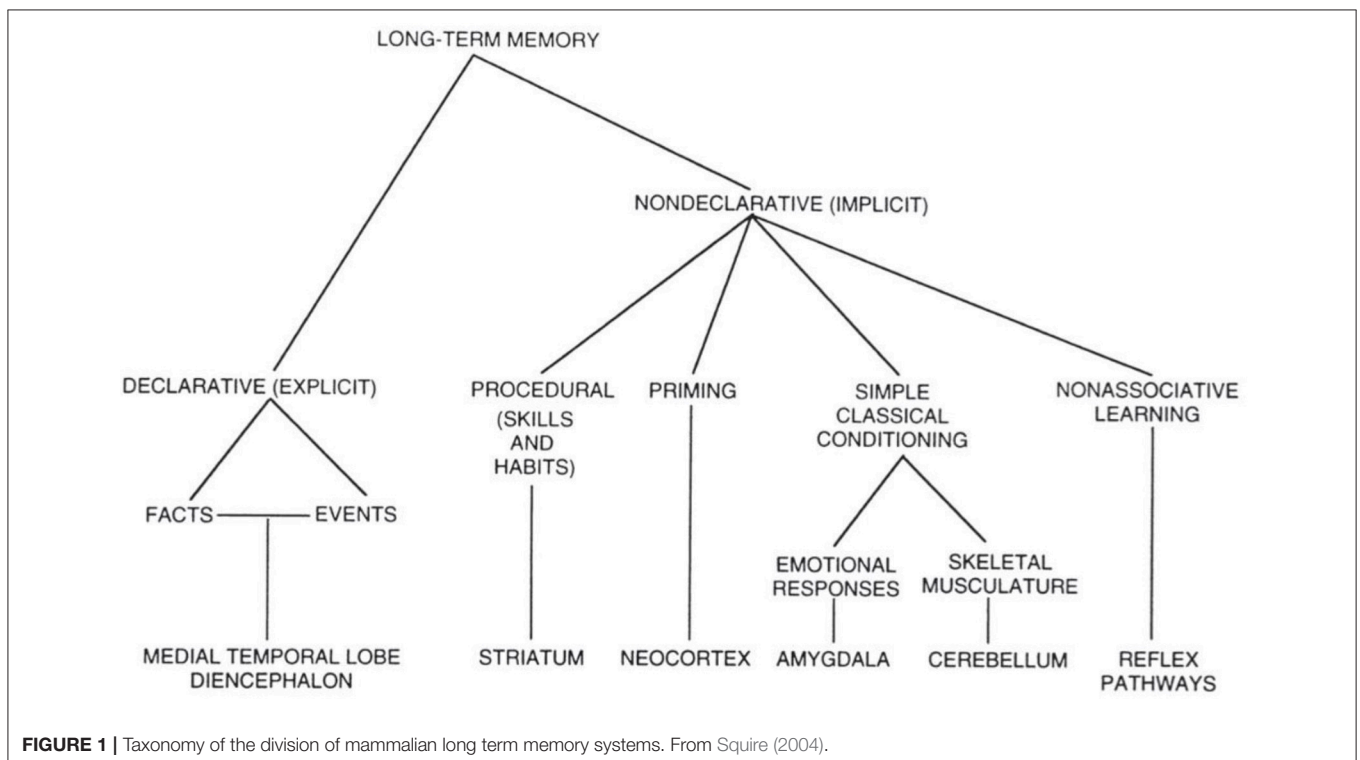 LONG-TERM MEMORY
NONDECLARATIVE (IMPLICIT)
DECLARATIVE (EXPLICIT)
FACTS
EVENTS
MEDIAL TEMPORAL LOBE
DIENCEPHALON
PROCEDURAL
(SKILLS
AND
HABITS)
STRIATUM
PRIMING
NEOCORTEX
SIMPLE
CLASSICAL
CONDITIONING
EMOTIONAL
RESPONSES
AMYGDALA
SKELETAL
MUSCULATURE
CEREBELLUM
NONASSOCIATIVE
LEARNING
REFLEX
PATHWAYS
FIGURE 1 | Taxonomy of the division of mammalian long term memory systems. From Squire (2004).